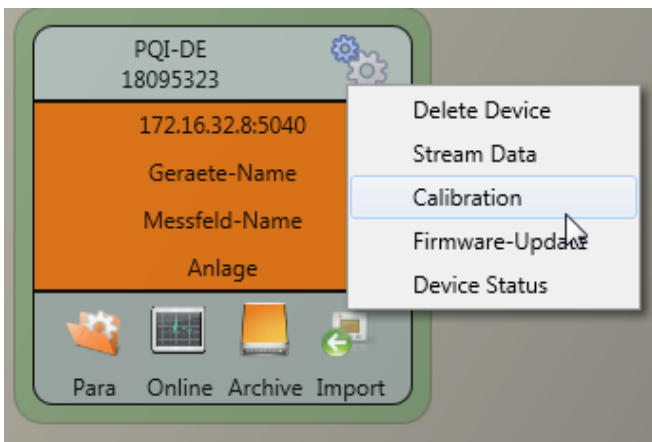 PQI-DE
18095323
172.16.32.8:5040
Geraete-Name
Messfeld-Name
Anlage
Para Online Archive Import
Delete Device
Stream Data
Calibration
Firmware-Update
Device Status